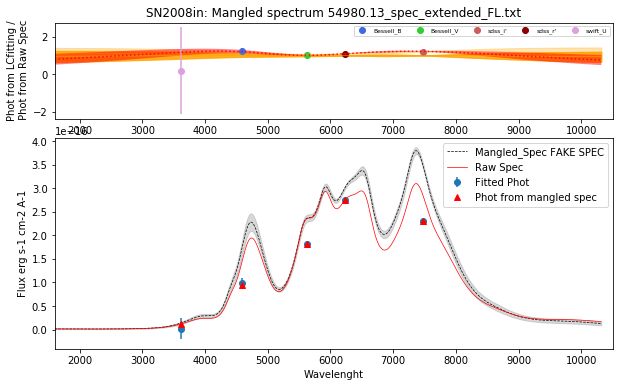 SN2008in: Mangled spectrum 54980.13_spec_extended_FL.txt
Phot from LCfitting /
Phot from Raw Spec
2
0
−2
Bessell_B
Bessell_V
sdss_i'
sdss_r'
swift_U
2000 3000 4000 5000 6000 7000 8000 9000 10000
1e−16
Flux erg s-1 cm-2 A-1
4.0
3.5
3.0
2.5
2.0
1.5
1.0
0.5
0.0
Mangled_Spec FAKE SPEC
Raw Spec
Fitted Phot
Phot from mangled spec
2000 3000 4000 5000 6000 7000 8000 9000 10000
Wavelenght